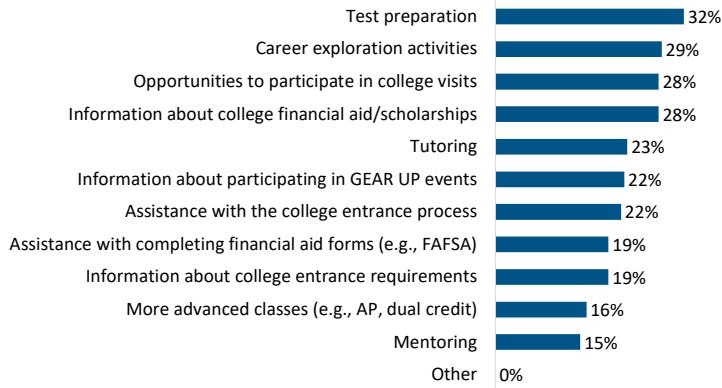 Test preparation 32%
Career exploration activities 29%
Opportunities to participate in college visits 28%
Information about college financial aid/scholarships 28%
Tutoring 23%
Information about participating in GEAR UP events 22%
Assistance with the college entrance process 22%
Assistance with completing financial aid forms (e.g., FAFSA) 19%
Information about college entrance requirements 19%
More advanced classes (e.g., AP, dual credit) 16%
Mentoring 15%
Other 0%